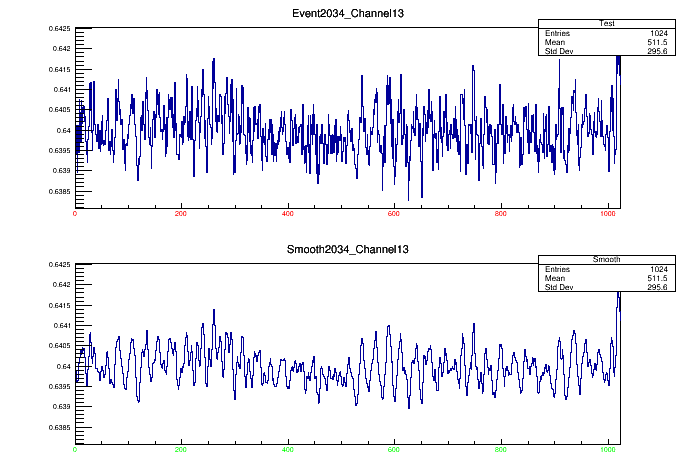 Event2034_Channel13
Test
Entries 1024
Mean 511.5
Std Dev 295.6
0.6425
0.642
0.6415
0.641
0.6405
0.64
0.6395
0.639
0.6385
0 200 400 600 800 1000
Smooth2034_Channel13
Smooth
Entries 1024
Mean 511.5
Std Dev 295.6
0.6425
0.642
0.6415
0.641
0.6405
0.64
0.6395
0.639
0.6385
0 200 400 600 800 1000